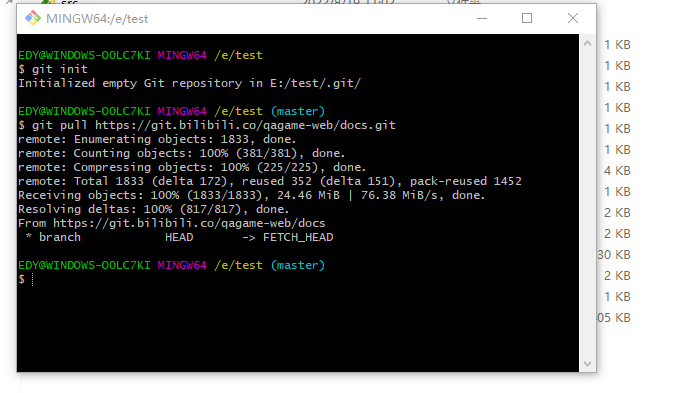 src
2022/8/19 11:02
MINGW64:/e/test
EDY@WINDOWS-OOLC7KI MINGW64 /e/test
$ git init
Initialized empty Git repository in E:/test/.git/
EDY@WINDOWS-OOLC7KI MINGW64 /e/test (master)
$ git pull https://git.bilibili.co/qagame-web/docs.git
remote: Enumerating objects: 1833, done.
remote: Counting objects: 100% (381/381), done.
remote: Compressing objects: 100% (225/225), done.
remote: Total 1833 (delta 172), reused 352 (delta 151), pack-reused 1452
Receiving objects: 100% (1833/1833), 24.46 MiB | 76.38 MiB/s, done.
Resolving deltas: 100% (817/817), done.
From https://git.bilibili.co/qagame-web/docs
 * branch            HEAD       -> FETCH_HEAD
EDY@WINDOWS-OOLC7KI MINGW64 /e/test (master)
$
1 KB
1 KB
1 KB
1 KB
1 KB
1 KB
4 KB
1 KB
2 KB
2 KB
30 KB
2 KB
1 KB
05 KB